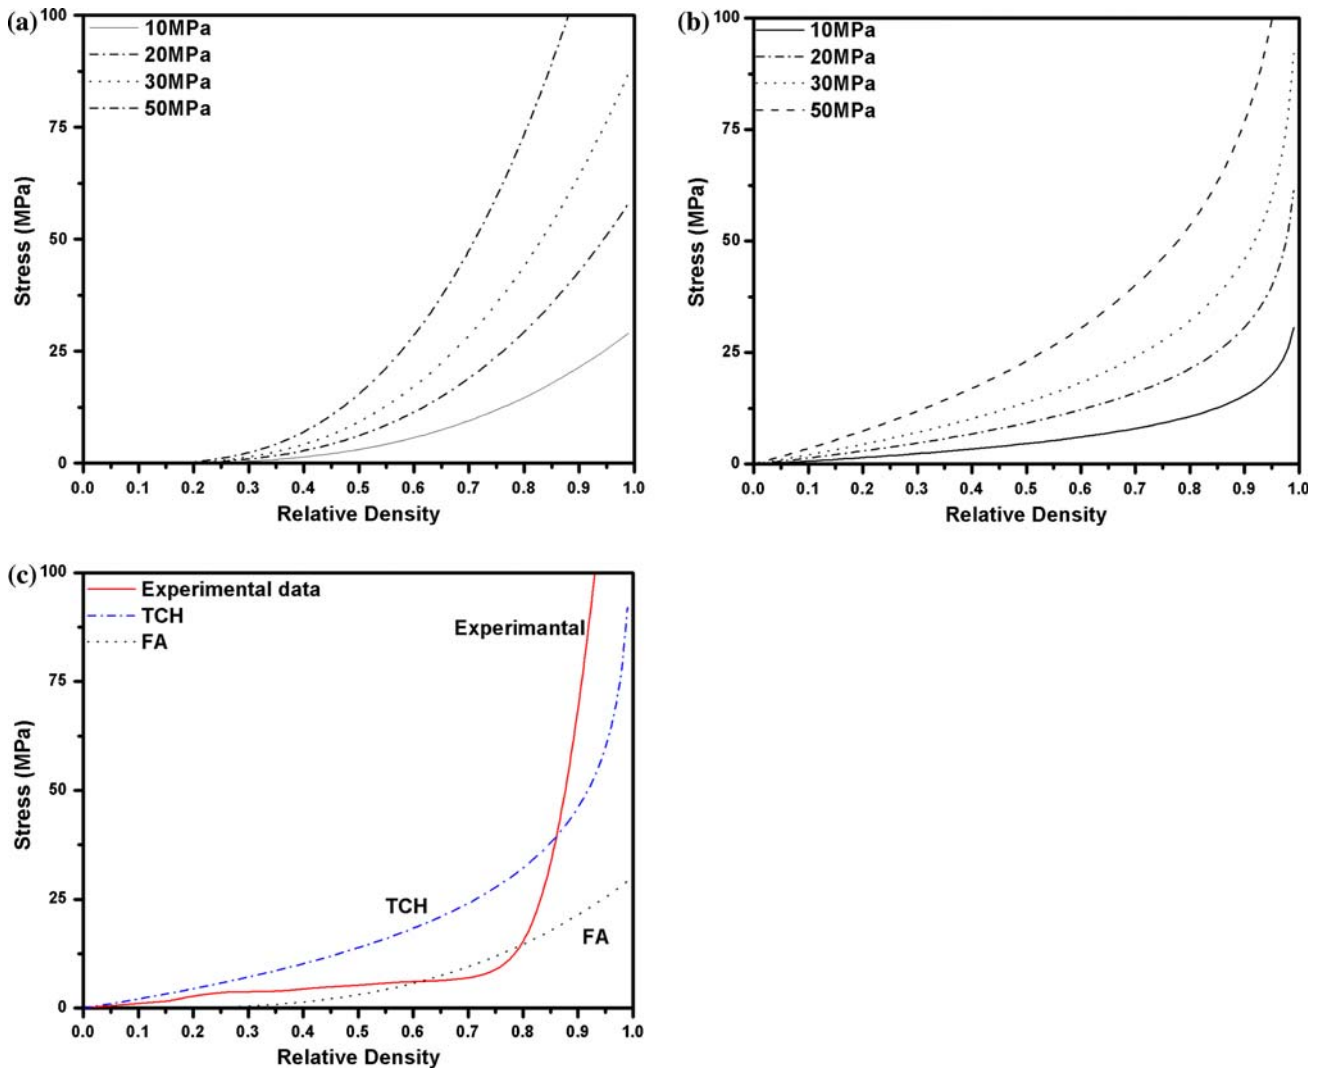 (a)
100
75
50
25
0
Stress (MPa)
10MPa
20MPa
30MPa
50MPa
0.0 0.1 0.2 0.3 0.4 0.5 0.6 0.7 0.8 0.9 1.0
Relative Density
(b)
100
75
50
25
0
Stress (MPa)
10MPa
20MPa
30MPa
50MPa
0.0 0.1 0.2 0.3 0.4 0.5 0.6 0.7 0.8 0.9 1.0
Relative Density
(c)
100
75
50
25
0
Stress (MPa)
Experimental data
TCH
FA
Experimantal
TCH
FA
0.0 0.1 0.2 0.3 0.4 0.5 0.6 0.7 0.8 0.9 1.0
Relative Density